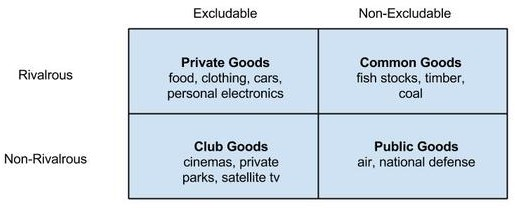 Excludable
Non-Excludable
Rivalrous
Private Goods
food, clothing, cars,
personal electronics
Common Goods
fish stocks, timber,
coal
Non-Rivalrous
Club Goods
cinemas, private
parks, satellite tv
Public Goods
air, national defense